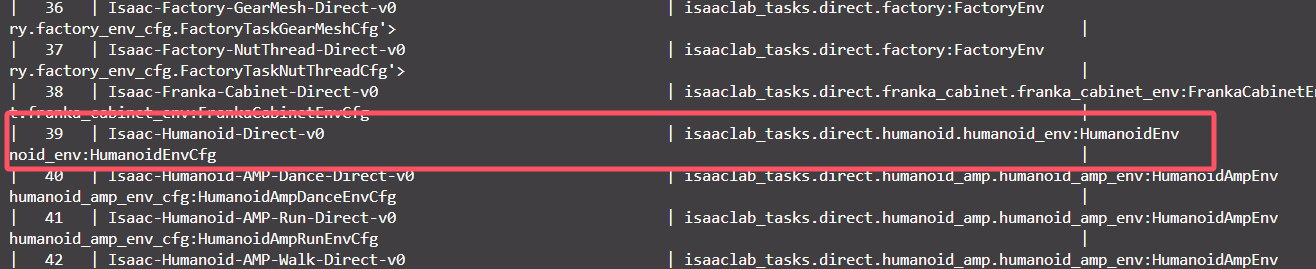 |   36   | Isaac-Factory-GearMesh-Direct-v0 | isaaclab_tasks.direct.factory:FactoryEnv
ry.factory_env_cfg.FactoryTaskGearMeshCfg'> |
|   37   | Isaac-Factory-NutThread-Direct-v0 | isaaclab_tasks.direct.factory:FactoryEnv
ry.factory_env_cfg.FactoryTaskNutThreadCfg'> |
|   38   | Isaac-Franka-Cabinet-Direct-v0 | isaaclab_tasks.direct.franka_cabinet.franka_cabinet_env:FrankaCabinetEn
t.franka_cabinet_env:FrankaCabinetEnvCfg |
|   39   | Isaac-Humanoid-Direct-v0 | isaaclab_tasks.direct.humanoid.humanoid_env:HumanoidEnv
noid_env:HumanoidEnvCfg |
|   40   | Isaac-Humanoid-AMP-Dance-Direct-v0 | isaaclab_tasks.direct.humanoid_amp.humanoid_amp_env:HumanoidAmpEnv
humanoid_amp_env_cfg:HumanoidAmpDanceEnvCfg |
|   41   | Isaac-Humanoid-AMP-Run-Direct-v0 | isaaclab_tasks.direct.humanoid_amp.humanoid_amp_env:HumanoidAmpEnv
humanoid_amp_env_cfg:HumanoidAmpRunEnvCfg |
|   42   | Isaac-Humanoid-AMP-Walk-Direct-v0 | isaaclab_tasks.direct.humanoid_amp.humanoid_amp_env:HumanoidAmpEnv